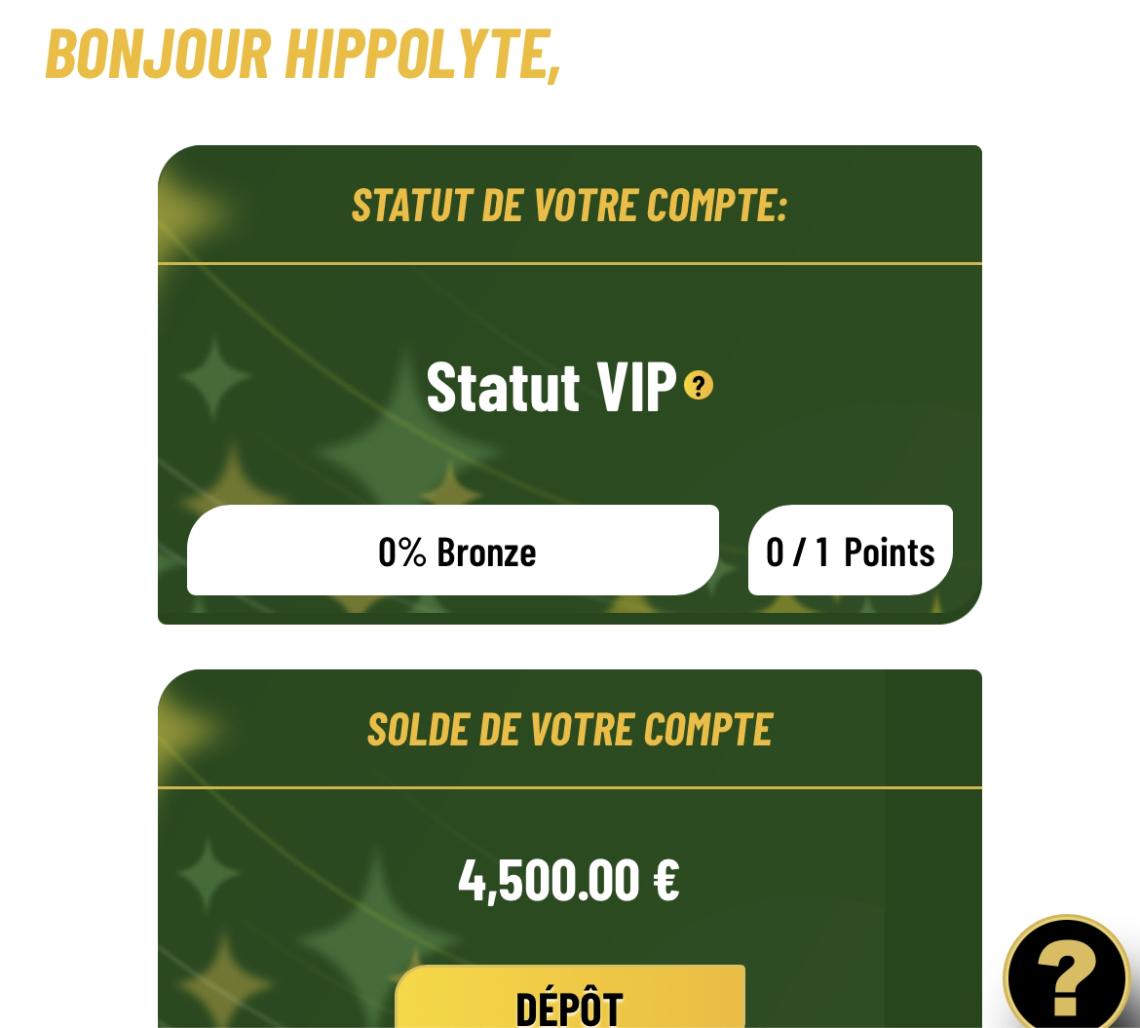 BONJOUR HIPPOLYTE,
STATUT DE VOTRE COMPTE:
Statut VIP ?
0% Bronze
0 / 1 Points
SOLDE DE VOTRE COMPTE
4,500.00 €
DÉPÔT
?